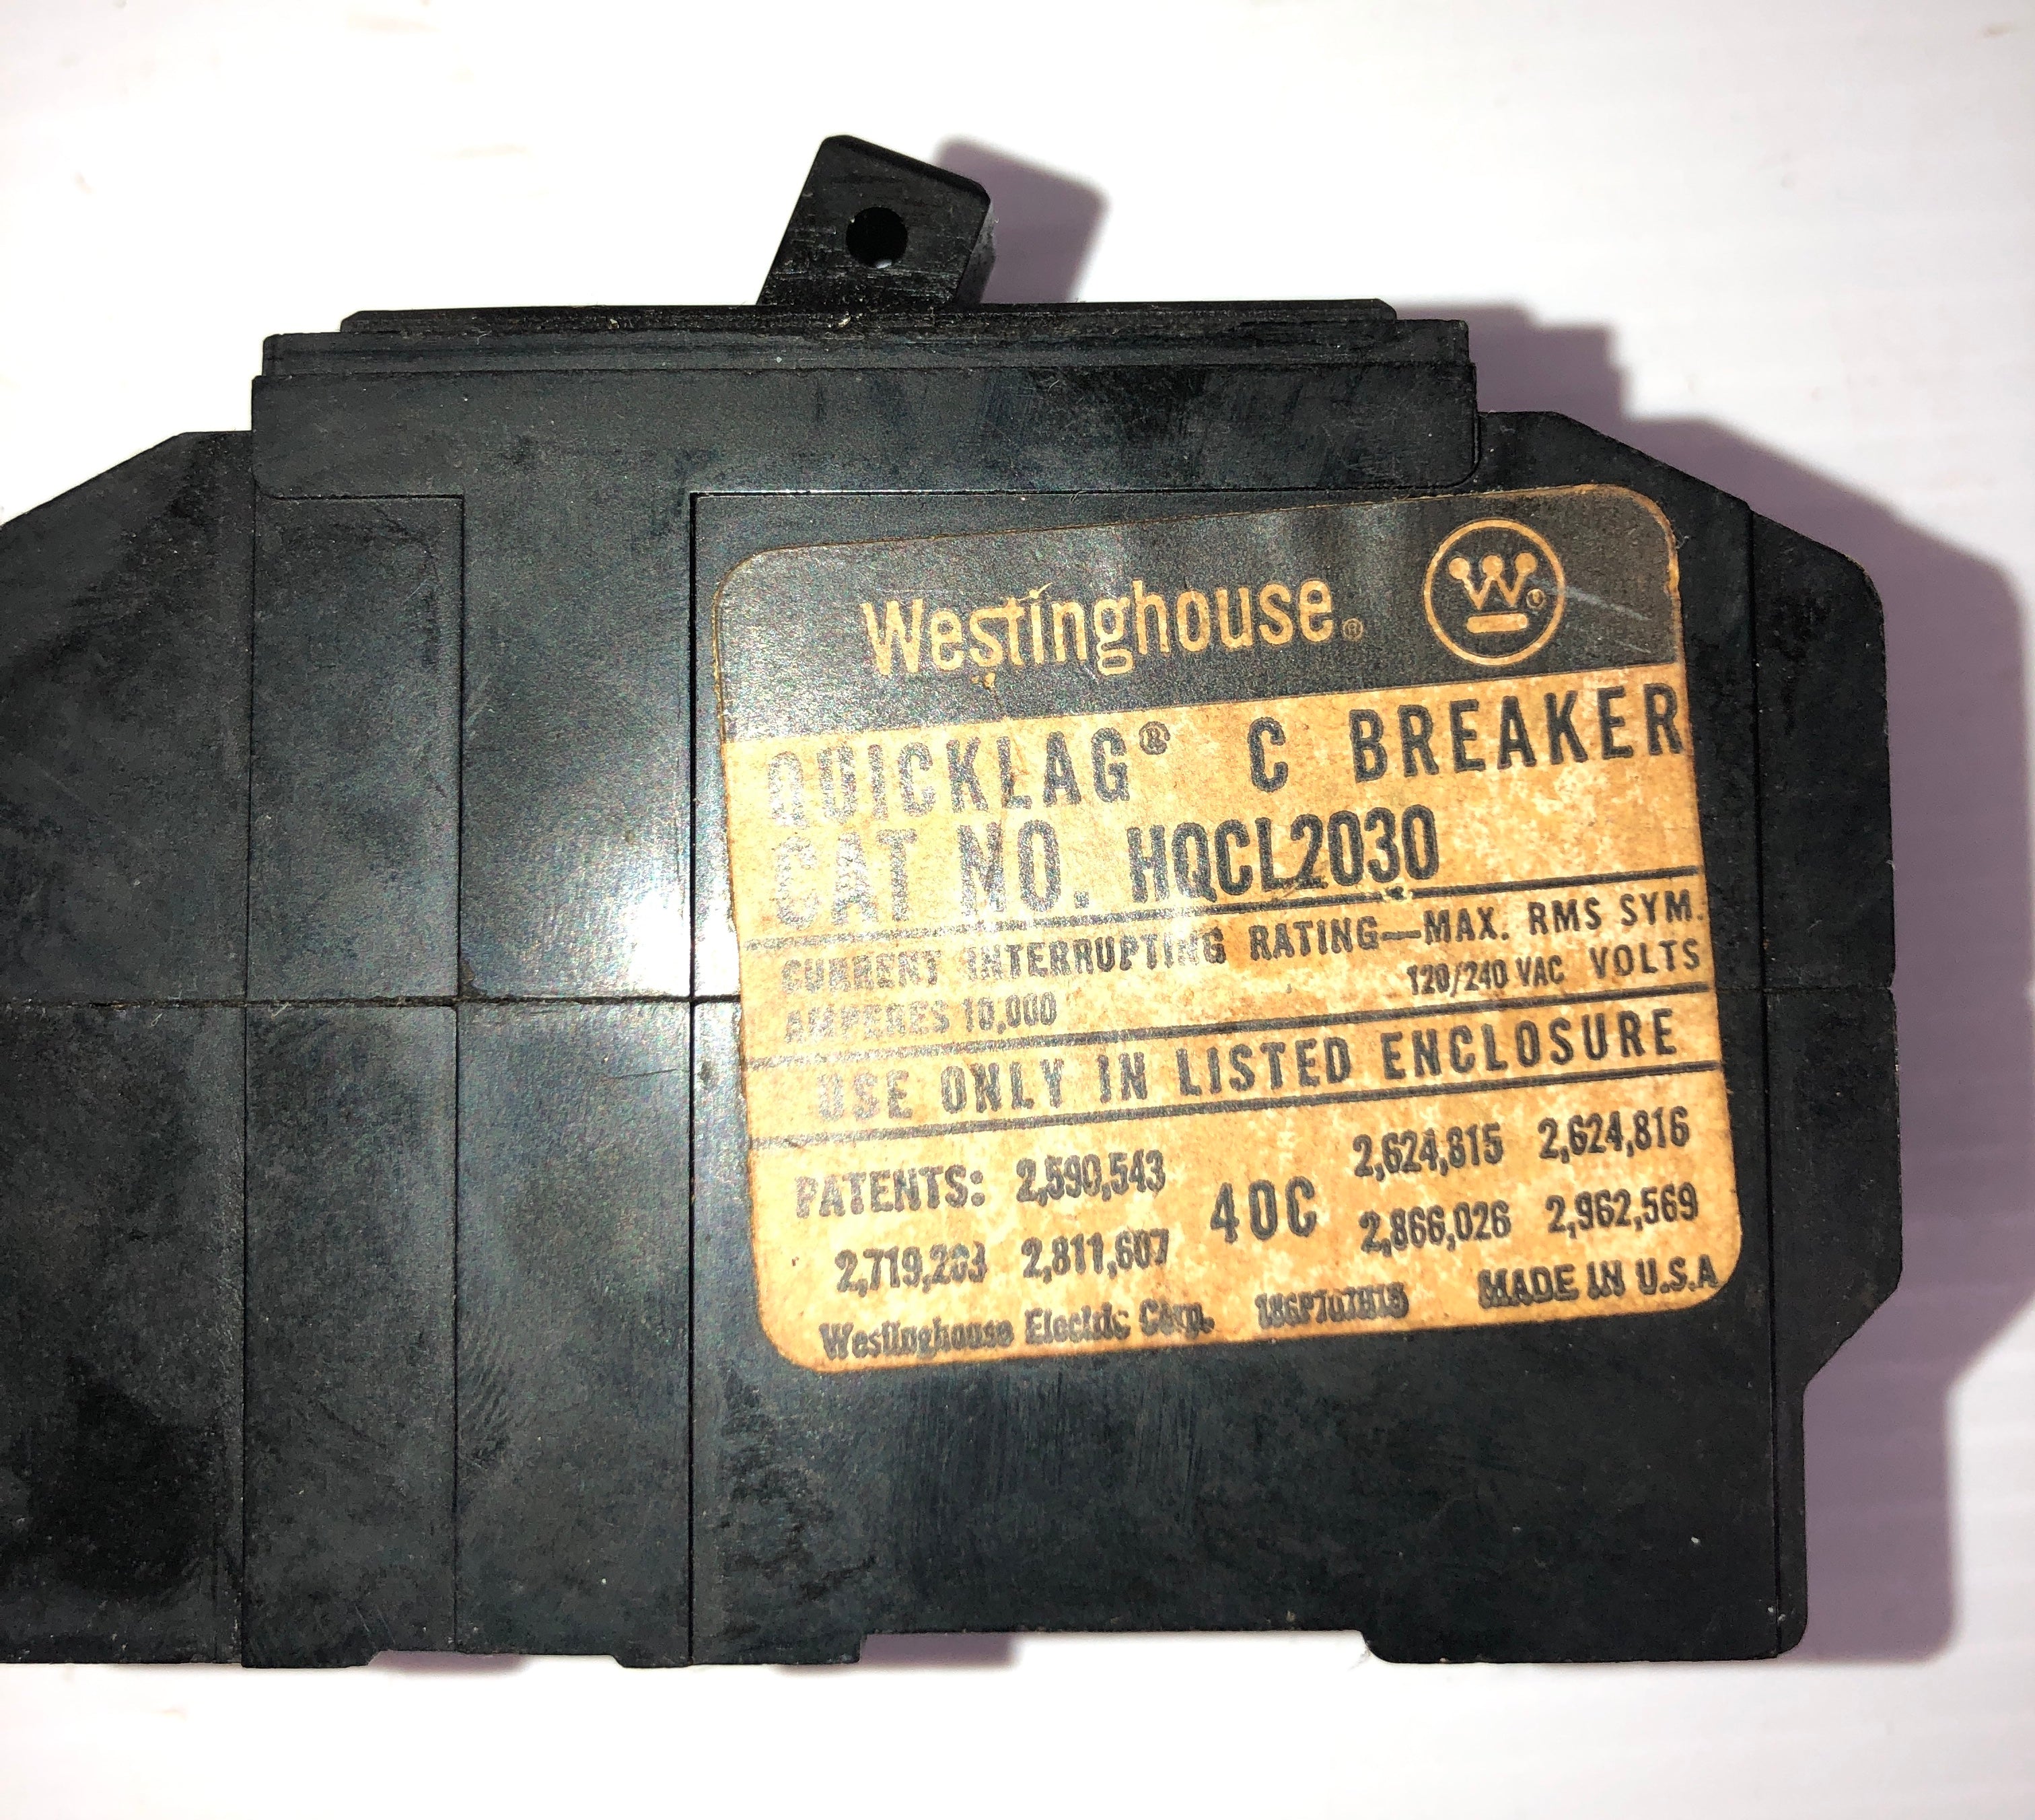 Westinghouse® W
QUICKLAG® C BREAKER
CAT NO. HQCL2030
CURRENT INTERRUPTING RATING—MAX. RMS SYM.
AMPERES 10,000 120/240 VAC VOLTS
USE ONLY IN LISTED ENCLOSURE
PATENTS: 2,590,543 40C 2,624,815 2,624,816
2,719,203 2,811,607 2,866,026 2,962,569
Westinghouse Electric Corp. MADE IN U.S.A